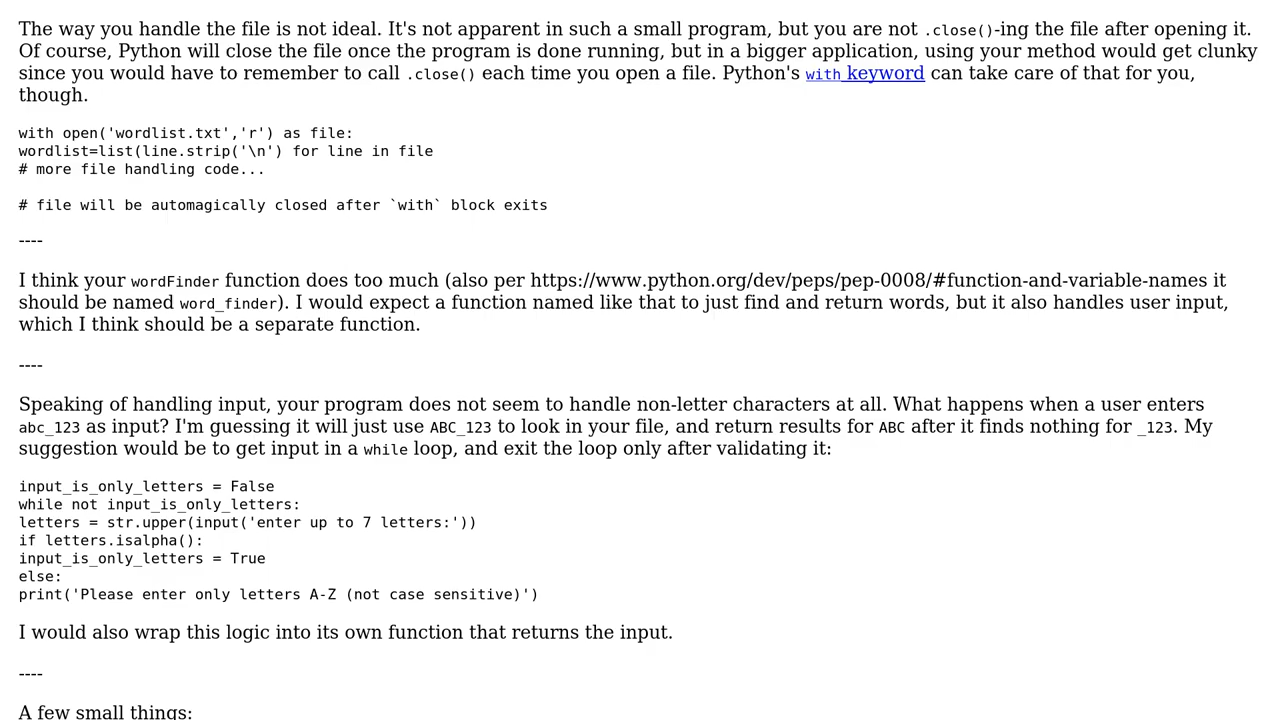 The way you handle the file is not ideal. It's not apparent in such a small program, but you are not .close()-ing the file after opening it.
Of course, Python will close the file once the program is done running, but in a bigger application, using your method would get clunky
since you would have to remember to call .close() each time you open a file. Python's with keyword can take care of that for you,
though.
with open('wordlist.txt','r') as file:
wordlist=list(line.strip('\n') for line in file
# more file handling code...
# file will be automagically closed after `with` block exits
----
I think your wordFinder function does too much (also per https://www.python.org/dev/peps/pep-0008/#function-and-variable-names it
should be named word_finder). I would expect a function named like that to just find and return words, but it also handles user input,
which I think should be a separate function.
----
Speaking of handling input, your program does not seem to handle non-letter characters at all. What happens when a user enters
abc_123 as input? I'm guessing it will just use ABC_123 to look in your file, and return results for ABC after it finds nothing for _123. My
suggestion would be to get input in a while loop, and exit the loop only after validating it:
input_is_only_letters = False
while not input_is_only_letters:
letters = str.upper(input('enter up to 7 letters:'))
if letters.isalpha():
input_is_only_letters = True
else:
print('Please enter only letters A-Z (not case sensitive)')
I would also wrap this logic into its own function that returns the input.
----
A few small things: